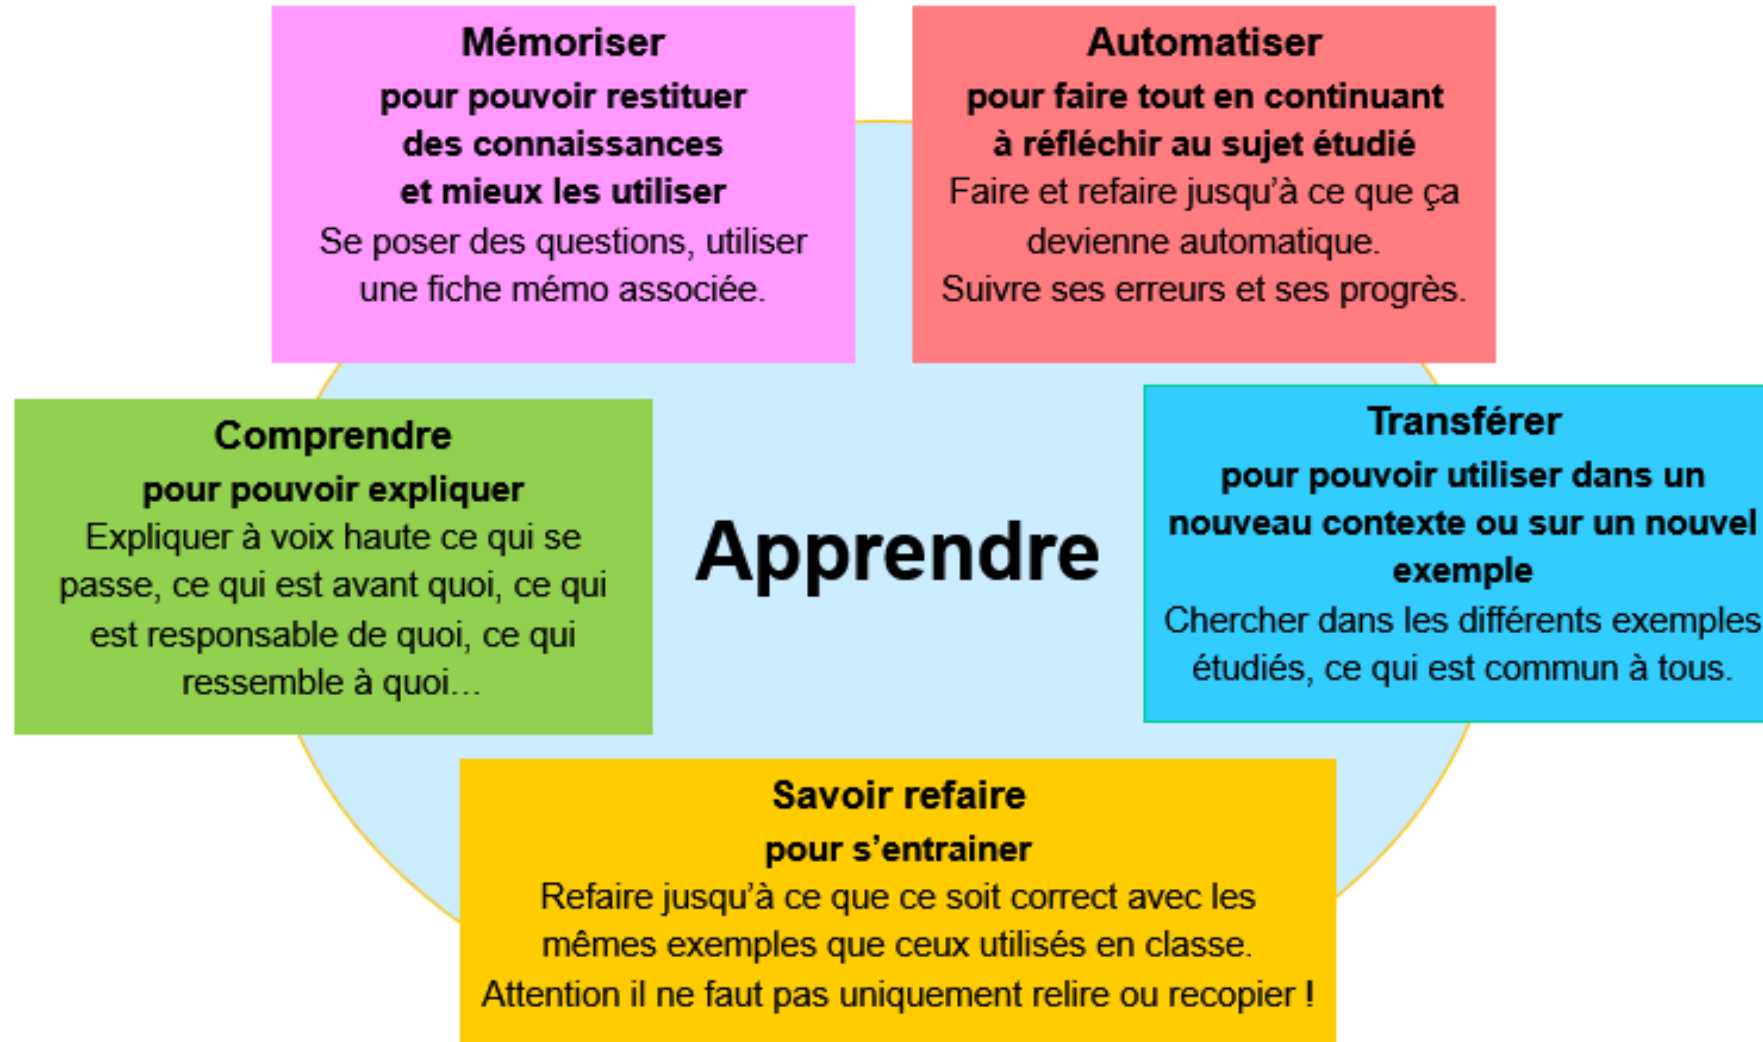 Mémoriser
pour pouvoir restituer
des connaissances
et mieux les utiliser
Se poser des questions, utiliser
une fiche mémo associée.
Automatiser
pour faire tout en continuant
à réfléchir au sujet étudié
Faire et refaire jusqu’à ce que ça
devienne automatique.
Suivre ses erreurs et ses progrès.
Comprendre
pour pouvoir expliquer
Expliquer à voix haute ce qui se
passe, ce qui est avant quoi, ce qui
est responsable de quoi, ce qui
ressemble à quoi…
Apprendre
Transférer
pour pouvoir utiliser dans un
nouveau contexte ou sur un nouvel
exemple
Chercher dans les différents exemples
étudiés, ce qui est commun à tous.
Savoir refaire
pour s’entrainer
Refaire jusqu’à ce que ce soit correct avec les
mêmes exemples que ceux utilisés en classe.
Attention il ne faut pas uniquement relire ou recopier !